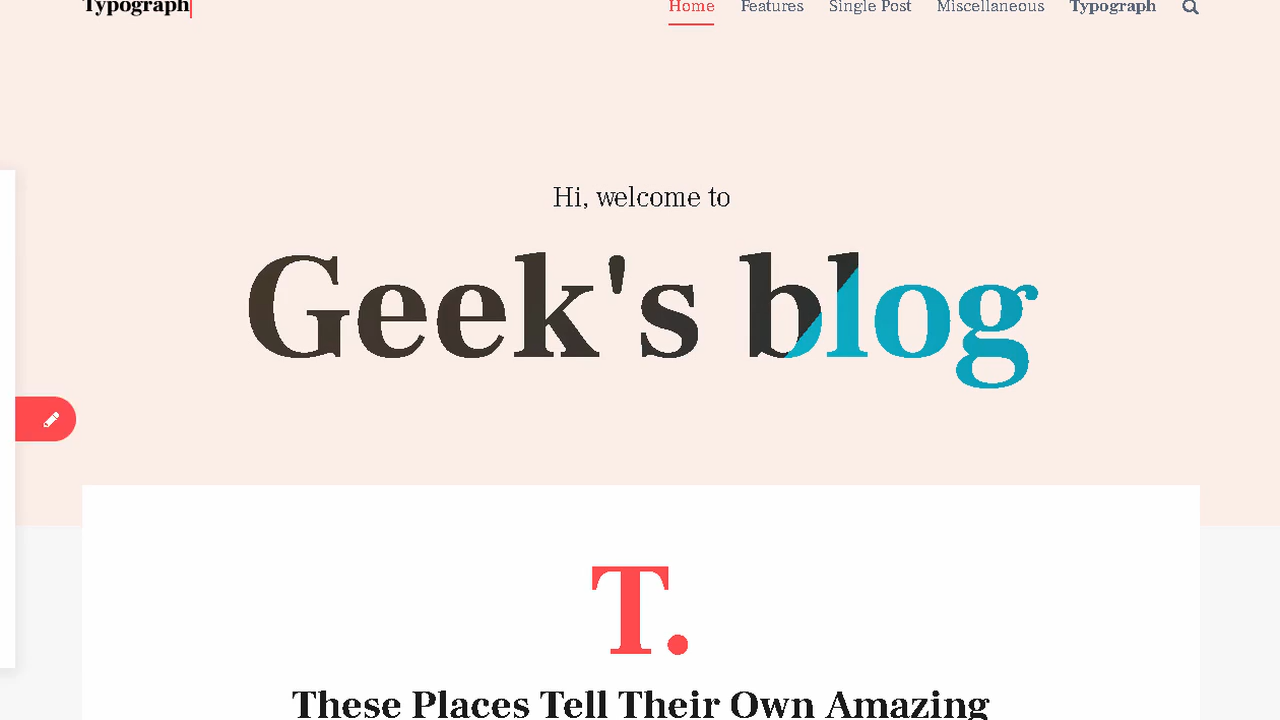 Typograph
Home Features Single Post Miscellaneous Typograph
Hi, welcome to
Geek's blog
T.
These Places Tell Their Own Amazing